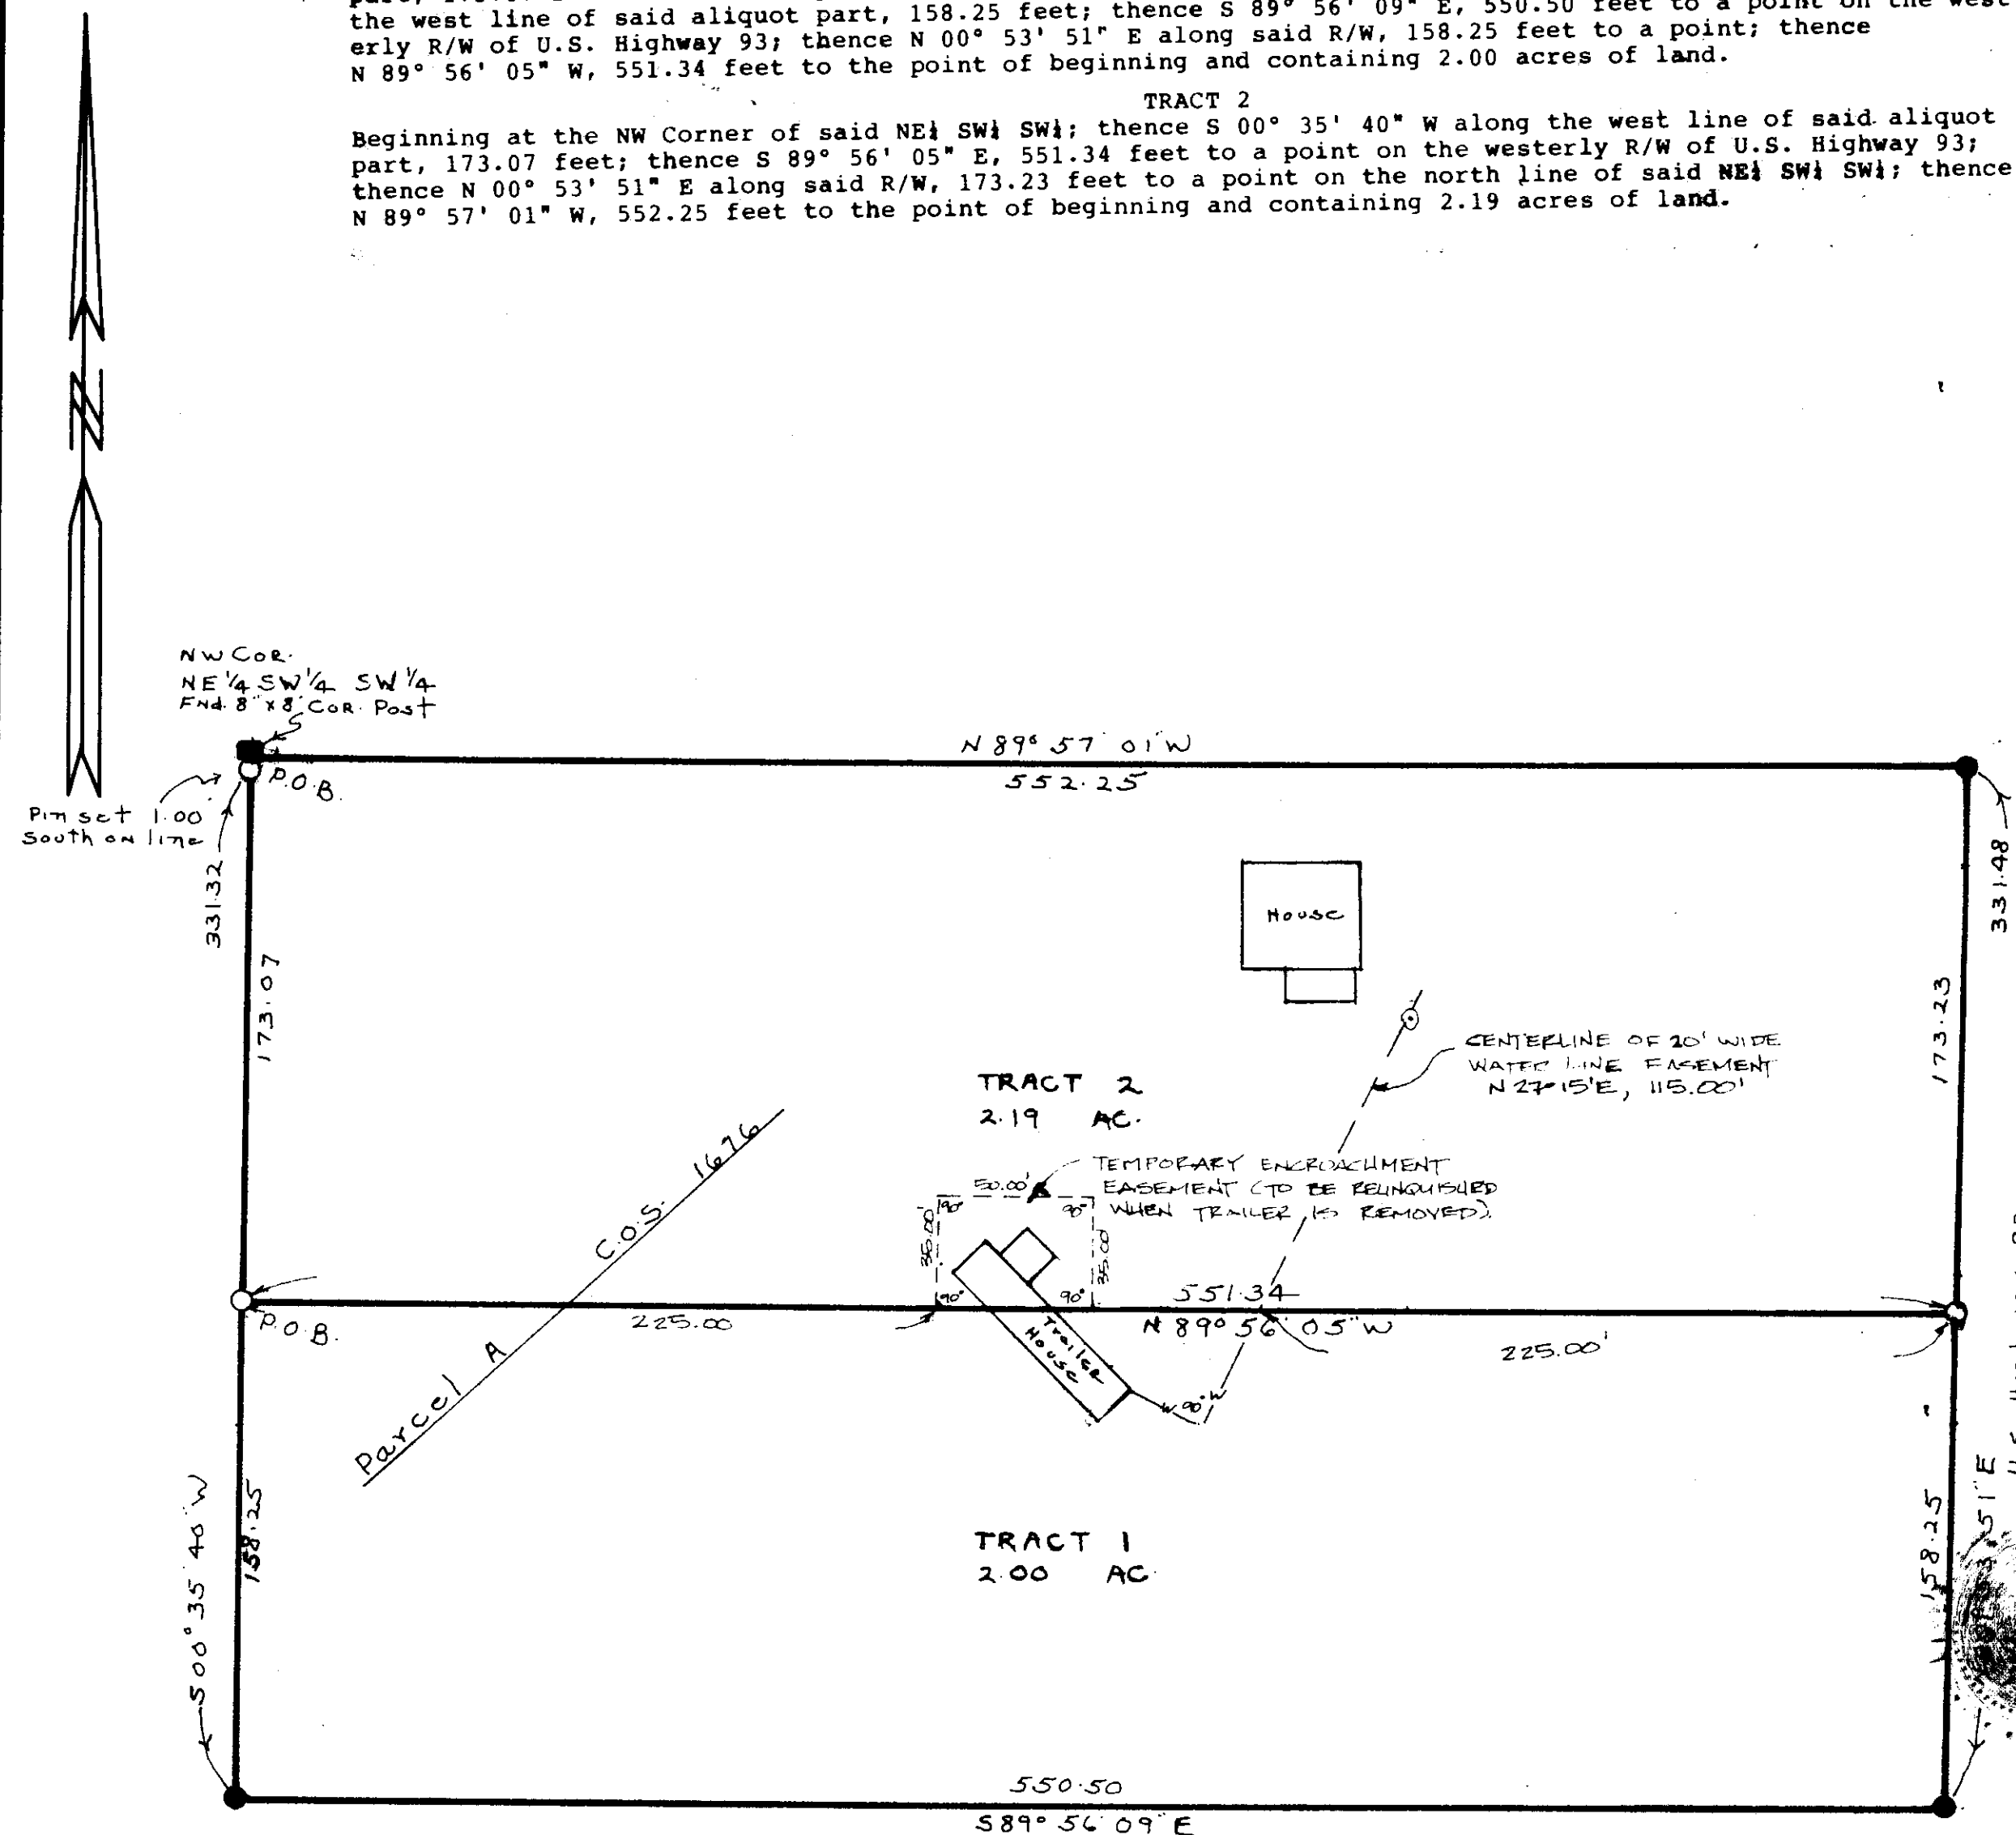 the west line of said aliquot part, 158.25 feet; thence S 89° 56' 09" E, 550.50 feet to a point on the west
erly R/W of U.S. Highway 93; thence N 00° 53' 51" E along said R/W, 158.25 feet to a point; thence
N 89° 56' 05" W, 551.34 feet to the point of beginning and containing 2.00 acres of land.
TRACT 2
Beginning at the NW Corner of said NE¼ SW¼ SW¼; thence S 00° 35' 40" W along the west line of said aliquot
part, 173.07 feet; thence S 89° 56' 05" E, 551.34 feet to a point on the westerly R/W of U.S. Highway 93;
thence N 00° 53' 51" E along said R/W, 173.23 feet to a point on the north line of said NE¼ SW¼ SW¼; thence
N 89° 57' 01" W, 552.25 feet to the point of beginning and containing 2.19 acres of land.
N
NW COR.
NE 1/4 SW 1/4 SW 1/4
FNd. 8" x 8" COR. Post
N 89° 57' 01" W
552.25
P.O.B.
Pin set 1.00
South on line
331.32
331.48
173.07
173.23
House
CENTERLINE OF 20' WIDE
WATER LINE EASEMENT
N 27°15'E, 115.00'
TRACT 2
2.19 AC.
TEMPORARY ENCROACHMENT
EASEMENT (TO BE RELINQUISHED
WHEN TRAILER IS REMOVED)
50.00'
90°
90°
35.00'
35.00'
90°
90°
Parcel A C.O.S. 1676
551.34
N 89° 56' 05" W
P.O.B.
225.00
225.00'
Trailer
House
W 90° W
S 00° 35' 40" W
158.25
158.25
51" E
TRACT 1
2.00 AC.
550.50
S 89° 56' 09" E